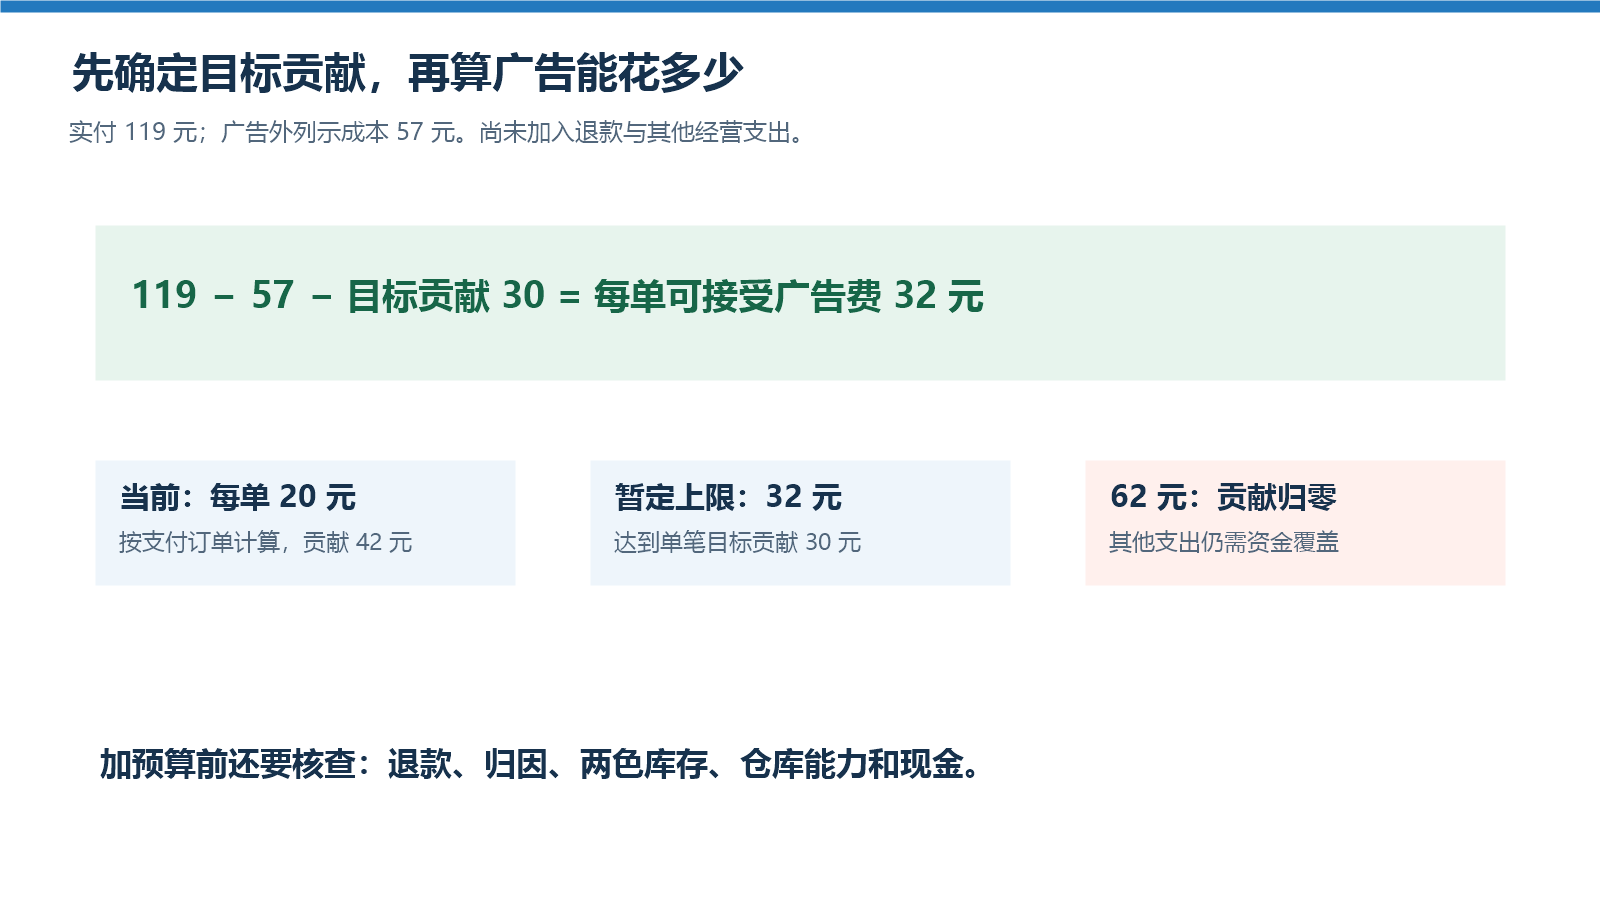 先确定目标贡献，再算广告能花多少
实付 119 元；广告外列示成本 57 元。尚未加入退款与其他经营支出。
119 − 57 − 目标贡献 30 = 每单可接受广告费 32 元
当前：每单 20 元
按支付订单计算，贡献 42 元
暂定上限：32 元
达到单笔目标贡献 30 元
62 元：贡献归零
其他支出仍需资金覆盖
加预算前还要核查：退款、归因、两色库存、仓库能力和现金。